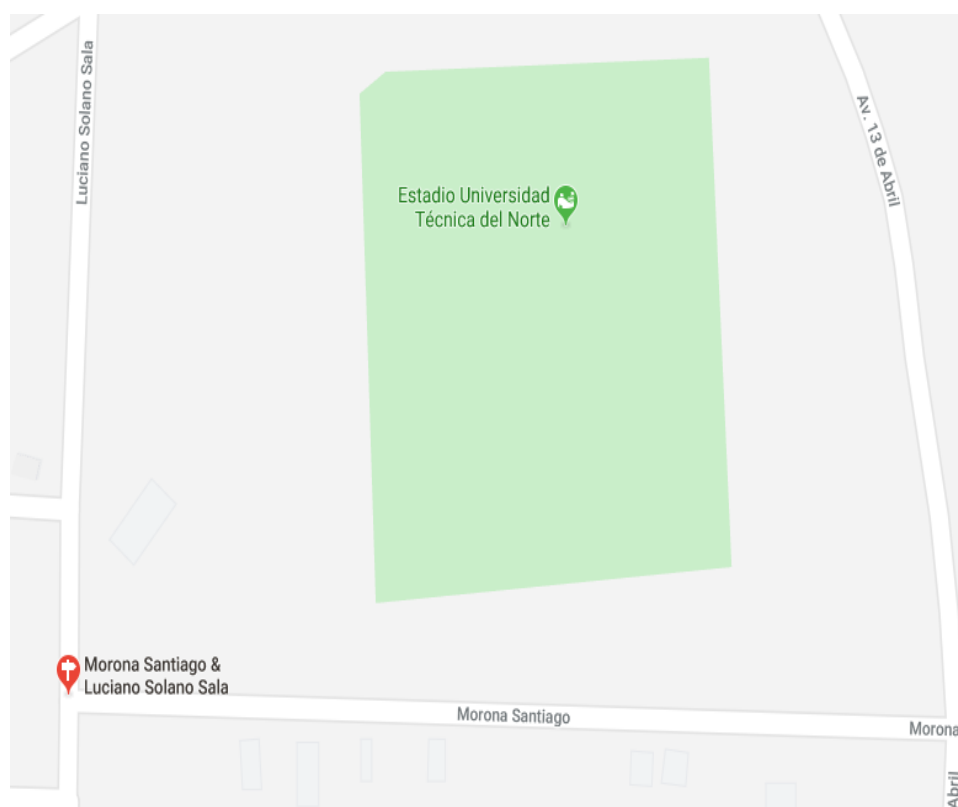 Luciano Solano Sala
Av. 13 de Abril
Estadio Universidad
Técnica del Norte
Morona Santiago &
Luciano Solano Sala
Morona Santiago
Morona
Abril